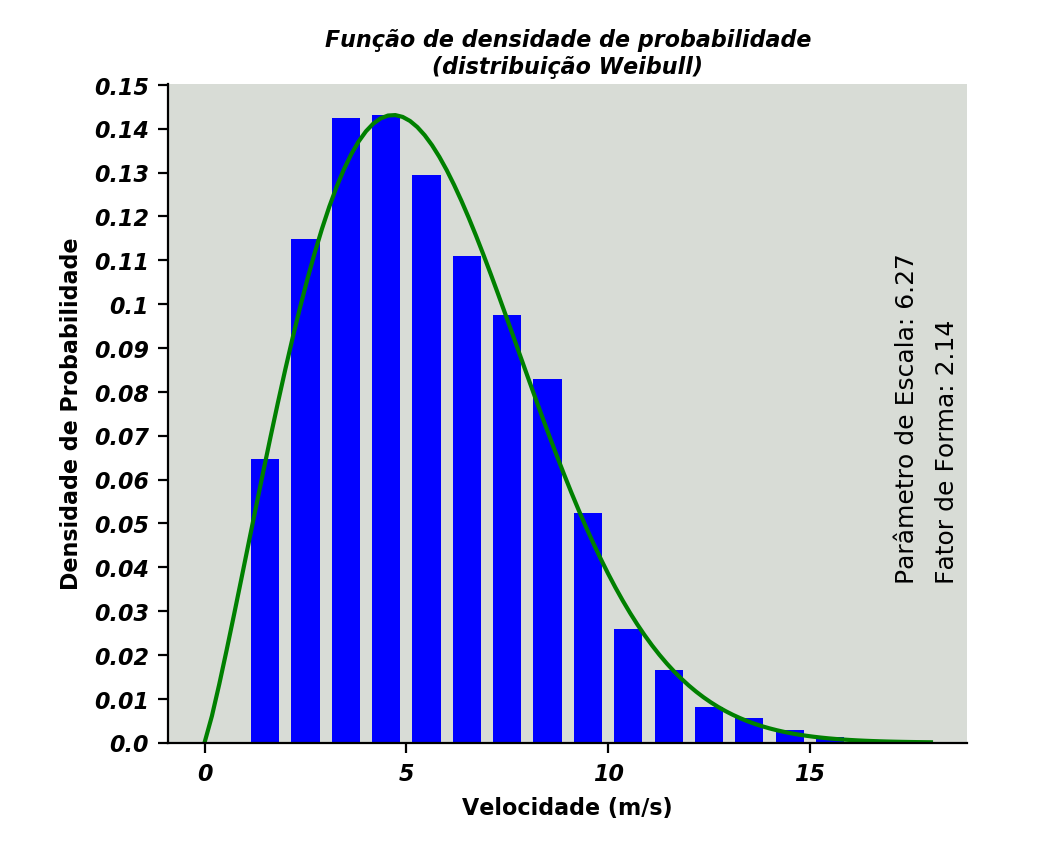 Função de densidade de probabilidade
(distribuição Weibull)
0.15
0.14
0.13
0.12
0.11
0.1
0.09
0.08
0.07
0.06
0.05
0.04
0.03
0.02
0.01
0.0
Densidade de Probabilidade
Parâmetro de Escala: 6.27
Fator de Forma: 2.14
0 5 10 15
Velocidade (m/s)